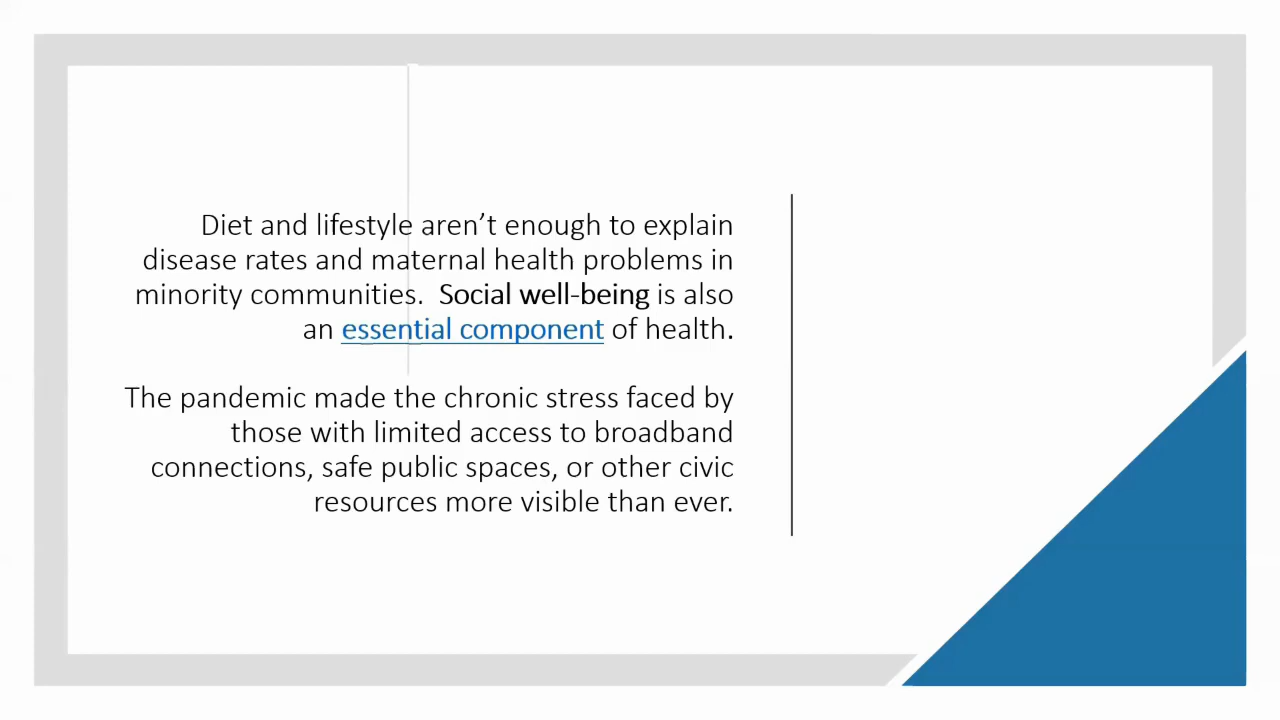 Diet and lifestyle aren’t enough to explain
disease rates and maternal health problems in
minority communities.  Social well-being is also
an essential component of health.
The pandemic made the chronic stress faced by
those with limited access to broadband
connections, safe public spaces, or other civic
resources more visible than ever.